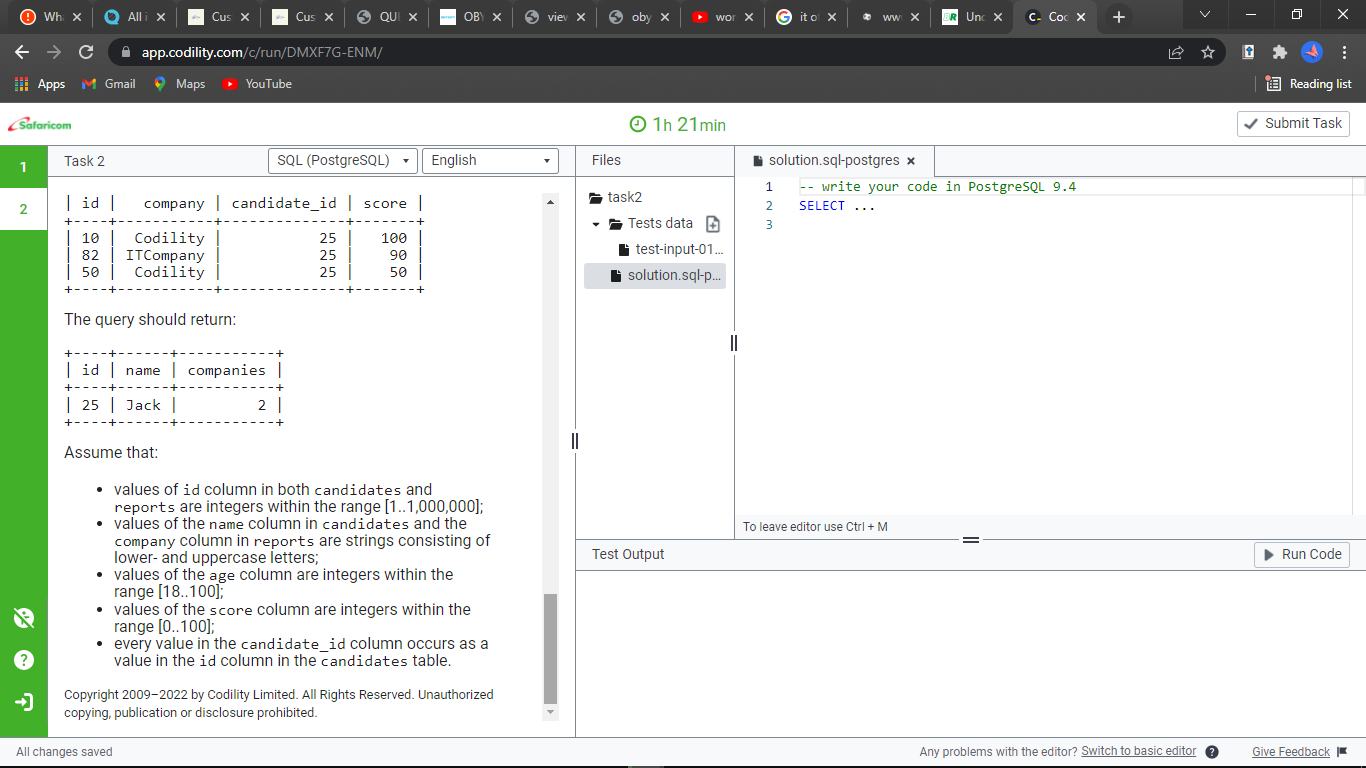 Wh
All i
Cus
Cus
QUI
OBY
viev
oby
wor
it of
ww
Unc
Coc
app.codility.com/c/run/DMXF7G-ENM/
Apps
Gmail
Maps
YouTube
Reading list
Safaricom
1h 21min
Submit Task
1
2
Task 2
SQL (PostgreSQL)
English
| id | company | candidate_id | score |
+----+-----------+--------------+-------+
| 10 | Codility | 25 | 100 |
| 82 | ITCompany | 25 | 90 |
| 50 | Codility | 25 | 50 |
+----+-----------+--------------+-------+
The query should return:
+----+------+-----------+
| id | name | companies |
+----+------+-----------+
| 25 | Jack | 2 |
+----+------+-----------+
Assume that:
• values of id column in both candidates and
reports are integers within the range [1..1,000,000];
• values of the name column in candidates and the
company column in reports are strings consisting of
lower- and uppercase letters;
• values of the age column are integers within the
range [18..100];
• values of the score column are integers within the
range [0..100];
• every value in the candidate_id column occurs as a
value in the id column in the candidates table.
Copyright 2009–2022 by Codility Limited. All Rights Reserved. Unauthorized
copying, publication or disclosure prohibited.
Files
task2
Tests data
test-input-01...
solution.sql-p...
solution.sql-postgres
1 -- write your code in PostgreSQL 9.4
2 SELECT ...
3
To leave editor use Ctrl + M
Test Output
Run Code
All changes saved
Any problems with the editor? Switch to basic editor
Give Feedback